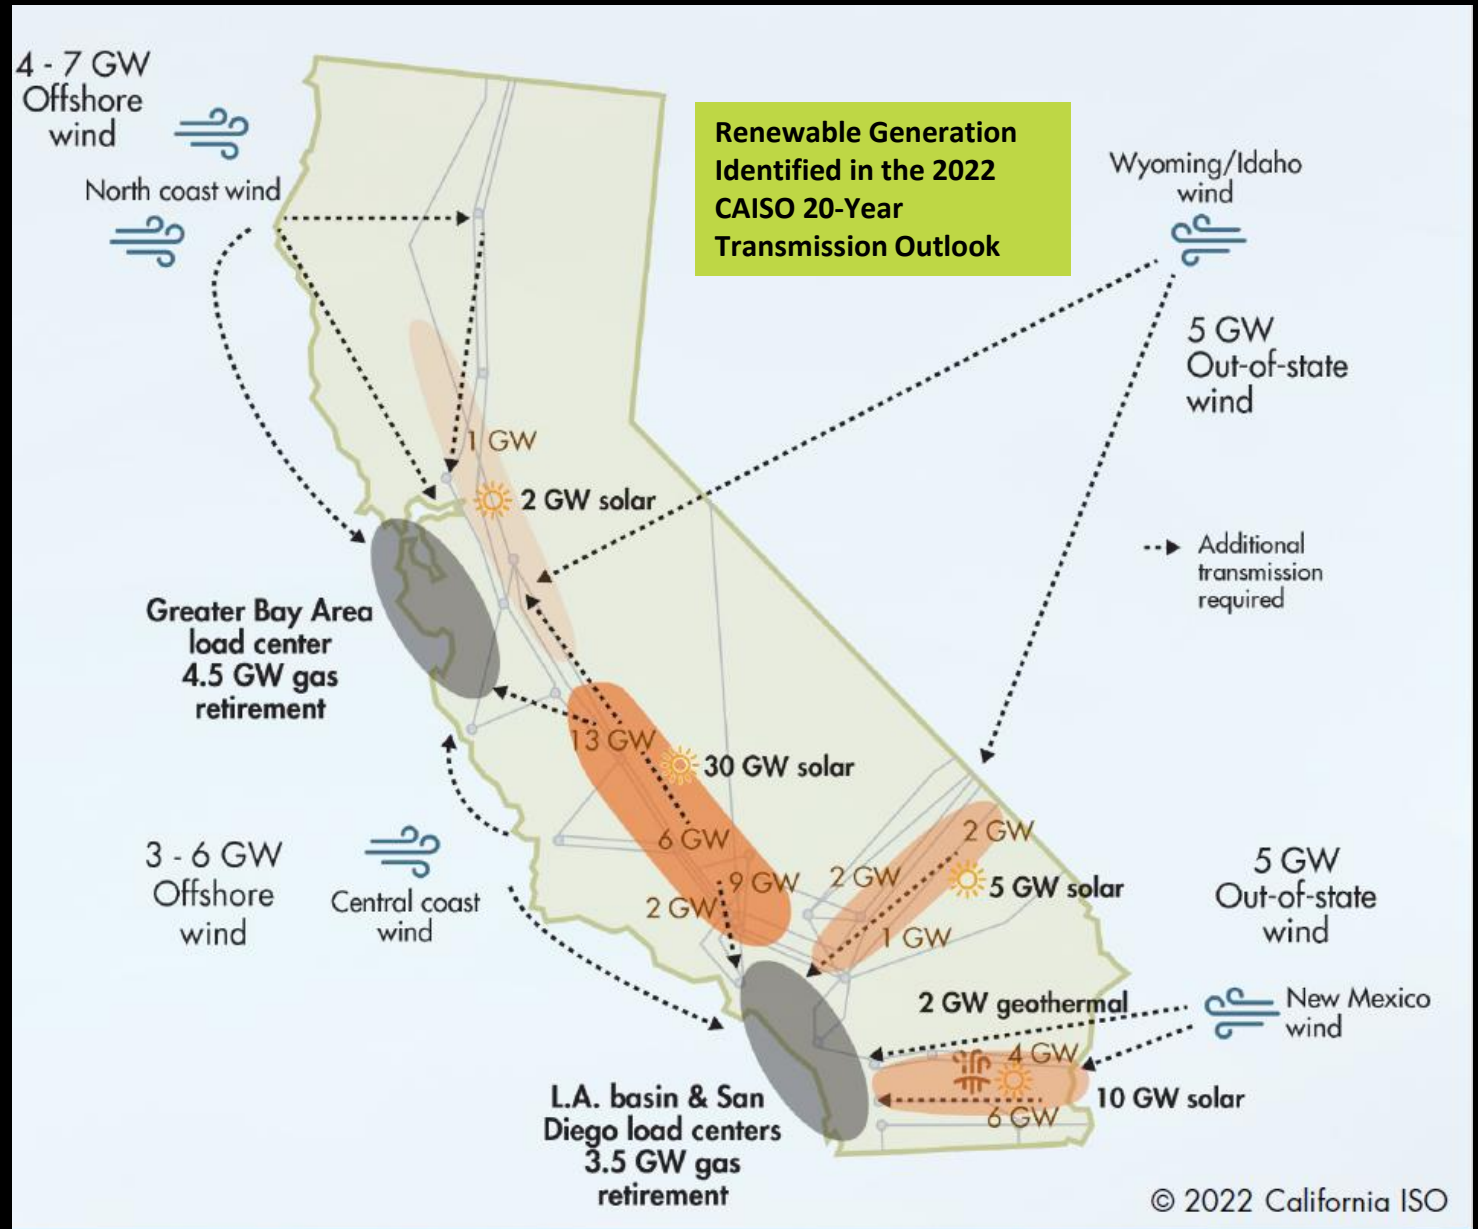 4 - 7 GW
Offshore
wind
North coast wind
Renewable Generation
Identified in the 2022
CAISO 20-Year
Transmission Outlook
Wyoming/Idaho
wind
5 GW
Out-of-state
wind
1 GW
2 GW solar
Additional
transmission
required
Greater Bay Area
load center
4.5 GW gas
retirement
13 GW
30 GW solar
6 GW
9 GW
2 GW
2 GW
2 GW
5 GW solar
1 GW
3 - 6 GW
Offshore
wind
Central coast
wind
5 GW
Out-of-state
wind
New Mexico
wind
2 GW geothermal
4 GW
10 GW solar
6 GW
L.A. basin & San
Diego load centers
3.5 GW gas
retirement
© 2022 California ISO